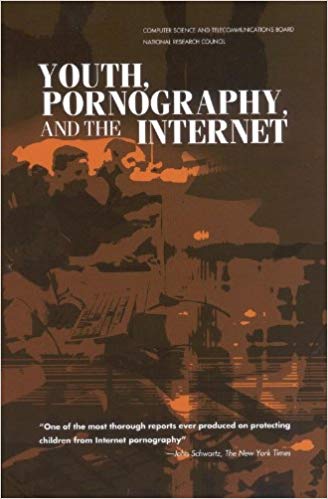 COMPUTER SCIENCE AND TELECOMMUNICATIONS BOARD
NATIONAL RESEARCH COUNCIL
YOUTH,
PORNOGRAPHY,
AND THE INTERNET
"One of the most thorough reports ever produced on protecting
children from Internet pornography"
—John Schwartz, The New York Times